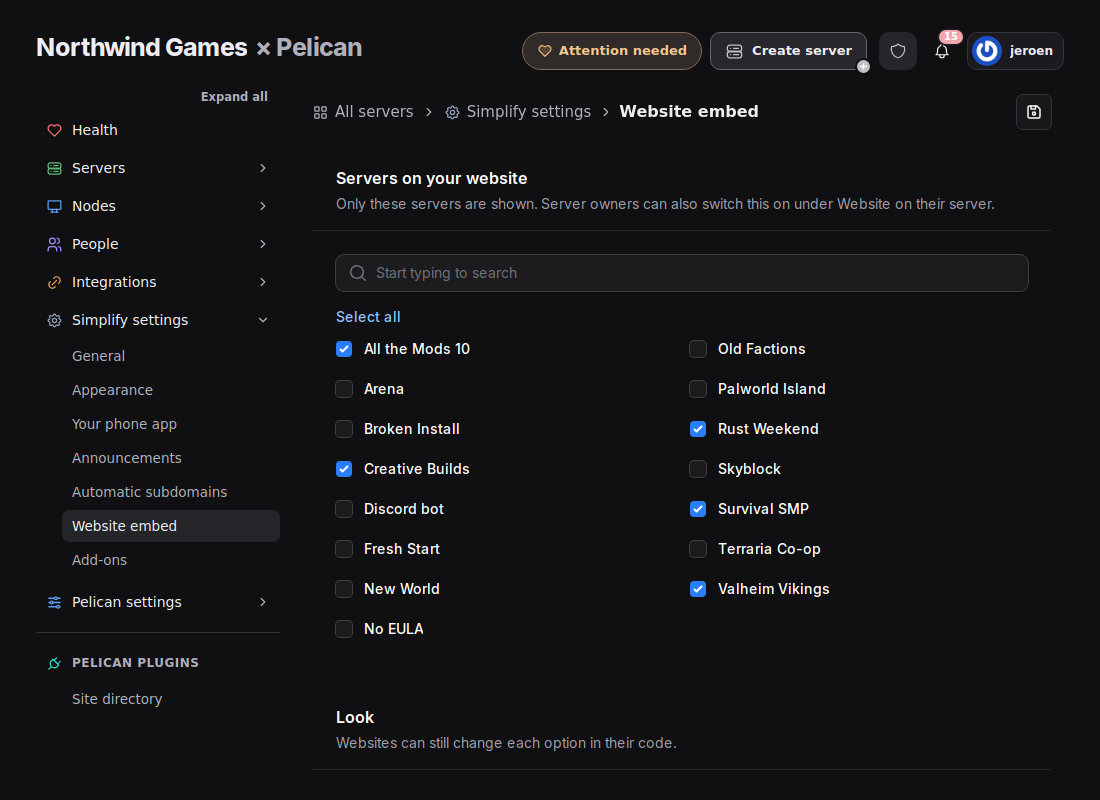 Northwind Games × Pelican
Attention needed
Create server
15
jeroen
Expand all
Health
Servers
Nodes
People
Integrations
Simplify settings
General
Appearance
Your phone app
Announcements
Automatic subdomains
Website embed
Add-ons
Pelican settings
PELICAN PLUGINS
Site directory
All servers > Simplify settings > Website embed
Servers on your website
Only these servers are shown. Server owners can also switch this on under Website on their server.
Start typing to search
Select all
All the Mods 10
Arena
Broken Install
Creative Builds
Discord bot
Fresh Start
New World
No EULA
Old Factions
Palworld Island
Rust Weekend
Skyblock
Survival SMP
Terraria Co-op
Valheim Vikings
Look
Websites can still change each option in their code.